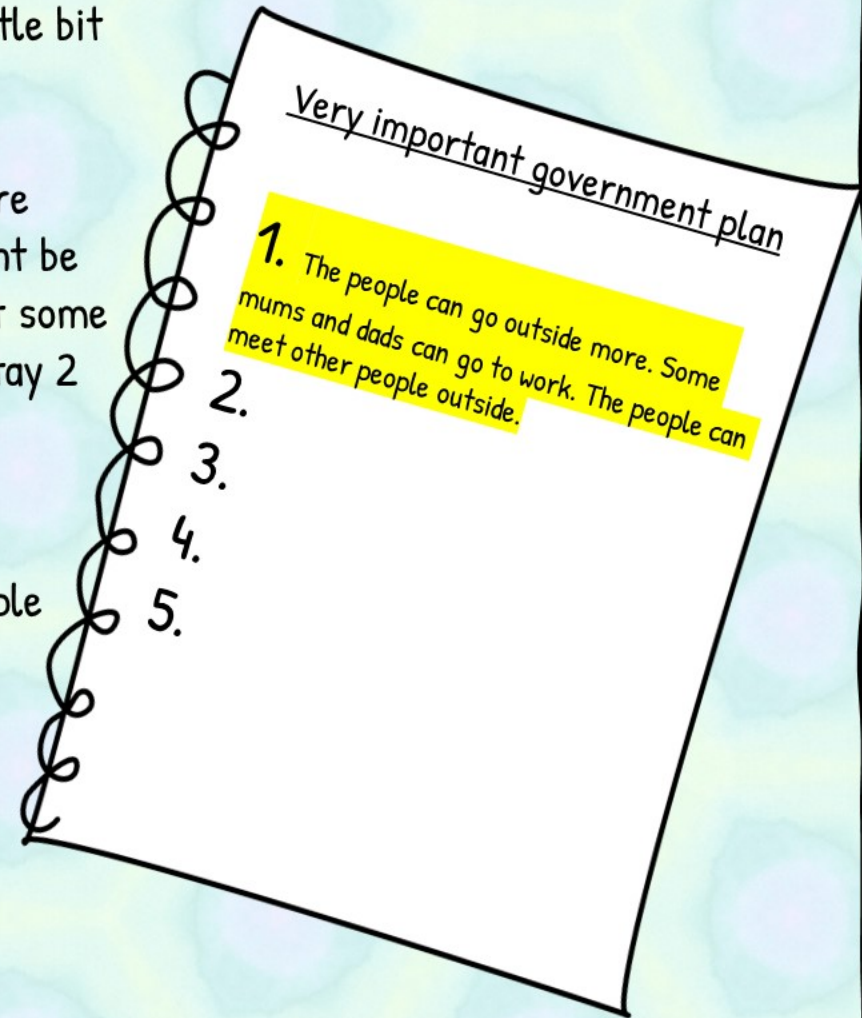 tle bit
re
nt be
r some
ray 2
ple
Very important government plan
1. The people can go outside more. Some
mums and dads can go to work. The people can
meet other people outside.
2.
3.
4.
5.